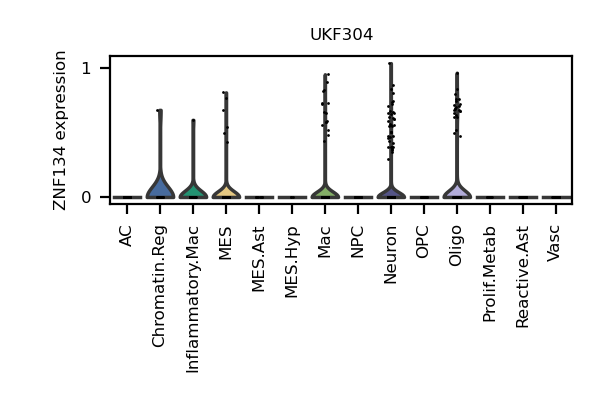 UKF304
ZNF134 expression
1
0
AC
Chromatin.Reg
Inflammatory.Mac
MES
MES.Ast
MES.Hyp
Mac
NPC
Neuron
OPC
Oligo
Prolif.Metab
Reactive.Ast
Vasc